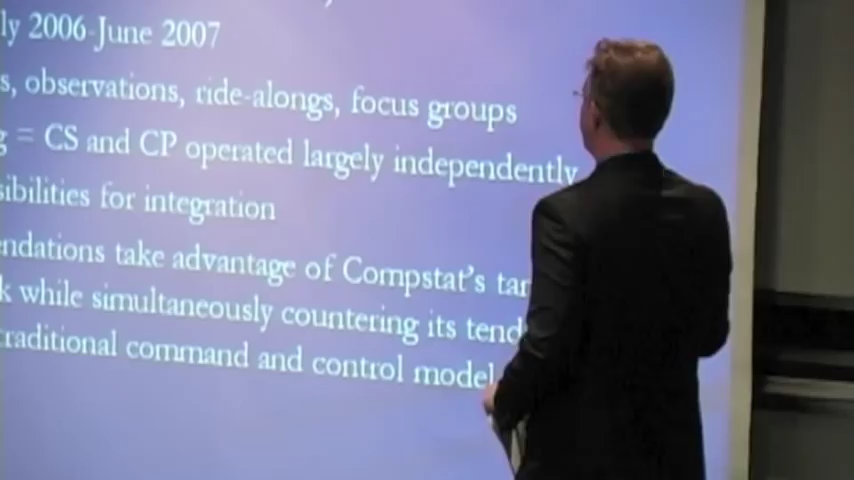 ly 2006-June 2007
s, observations, ride-alongs, focus groups
g = CS and CP operated largely independently
sibilities for integration
ndations take advantage of Compstat's tar
k while simultaneously countering its tend
traditional command and control model